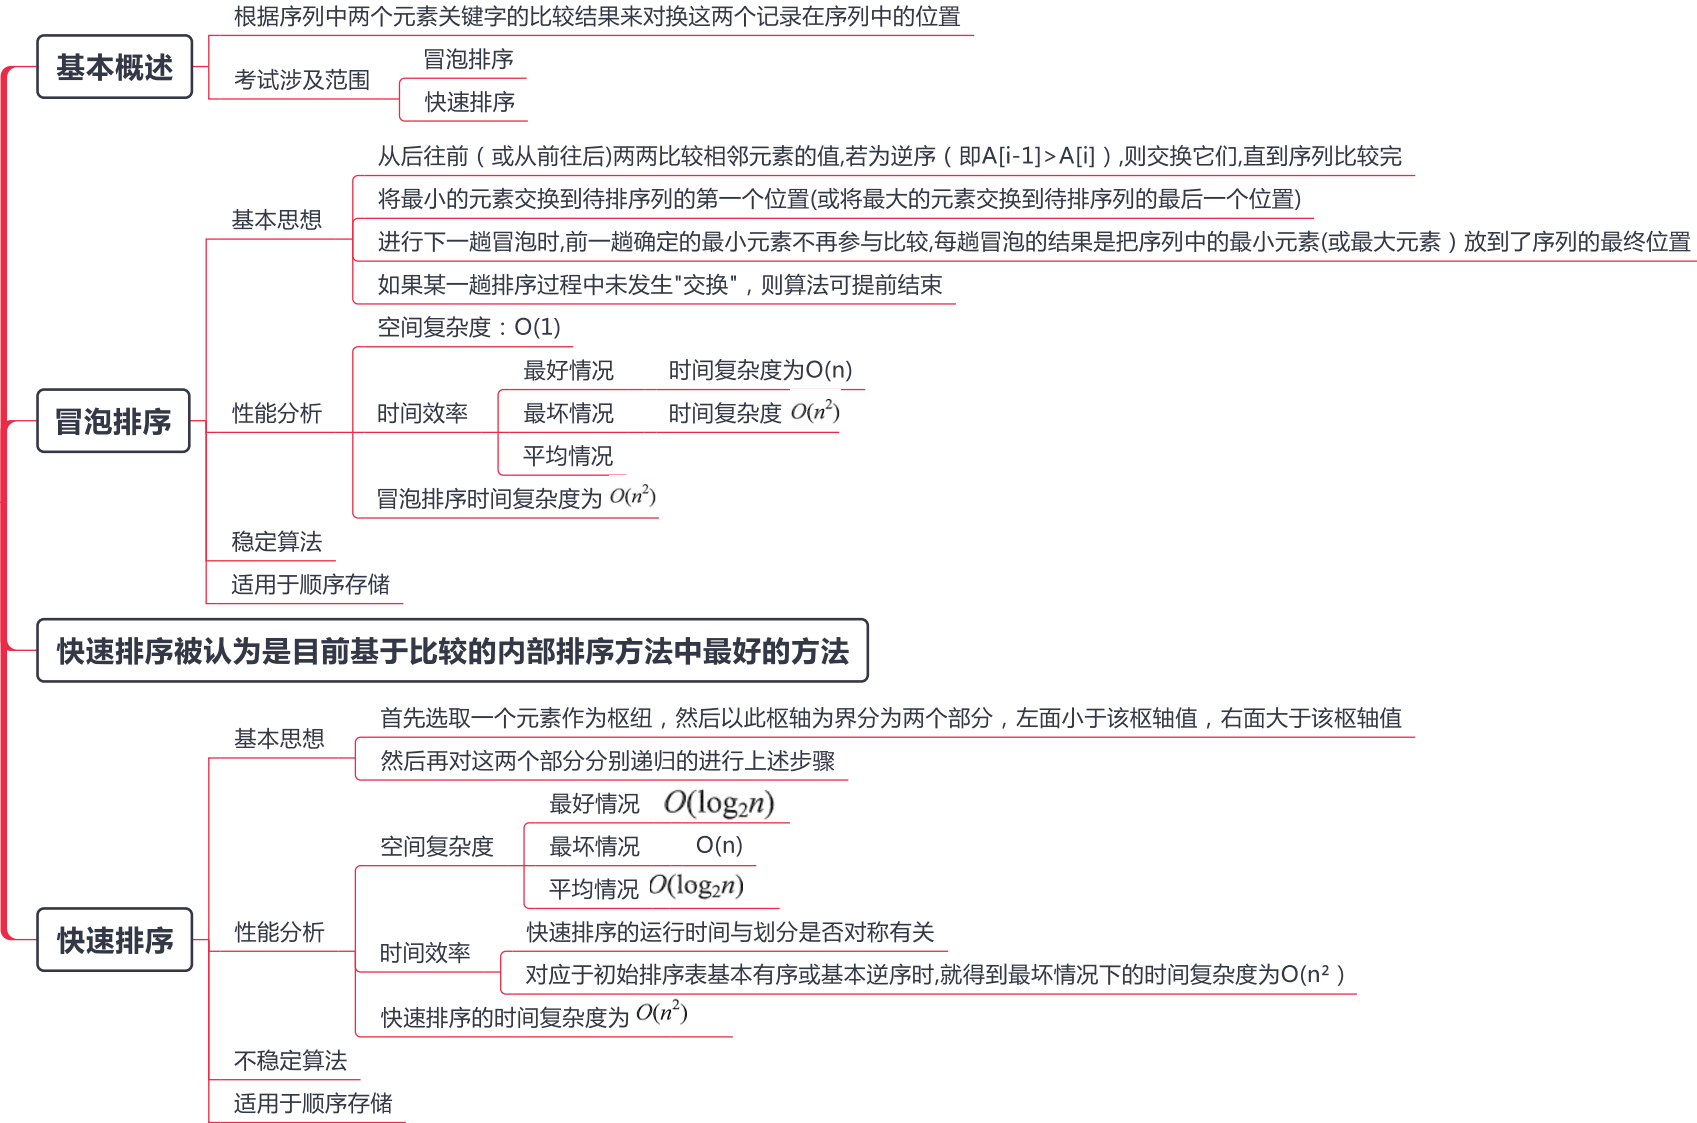 基本概述
根据序列中两个元素关键字的比较结果来对换这两个记录在序列中的位置
考试涉及范围
冒泡排序
快速排序
冒泡排序
基本思想
从后往前（或从前往后)两两比较相邻元素的值,若为逆序（即A[i-1]>A[i]）,则交换它们,直到序列比较完
将最小的元素交换到待排序列的第一个位置(或将最大的元素交换到待排序列的最后一个位置)
进行下一趟冒泡时,前一趟确定的最小元素不再参与比较,每趟冒泡的结果是把序列中的最小元素(或最大元素）放到了序列的最终位置
如果某一趟排序过程中未发生"交换"，则算法可提前结束
性能分析
空间复杂度：O(1)
时间效率
最好情况 时间复杂度为O(n)
最坏情况 时间复杂度 O(n²)
平均情况
冒泡排序时间复杂度为 O(n²)
稳定算法
适用于顺序存储
快速排序被认为是目前基于比较的内部排序方法中最好的方法
快速排序
基本思想
首先选取一个元素作为枢纽，然后以此枢轴为界分为两个部分，左面小于该枢轴值，右面大于该枢轴值
然后再对这两个部分分别递归的进行上述步骤
性能分析
空间复杂度
最好情况 O(log₂n)
最坏情况 O(n)
平均情况 O(log₂n)
时间效率
快速排序的运行时间与划分是否对称有关
对应于初始排序表基本有序或基本逆序时,就得到最坏情况下的时间复杂度为O(n²）
快速排序的时间复杂度为 O(n²)
不稳定算法
适用于顺序存储